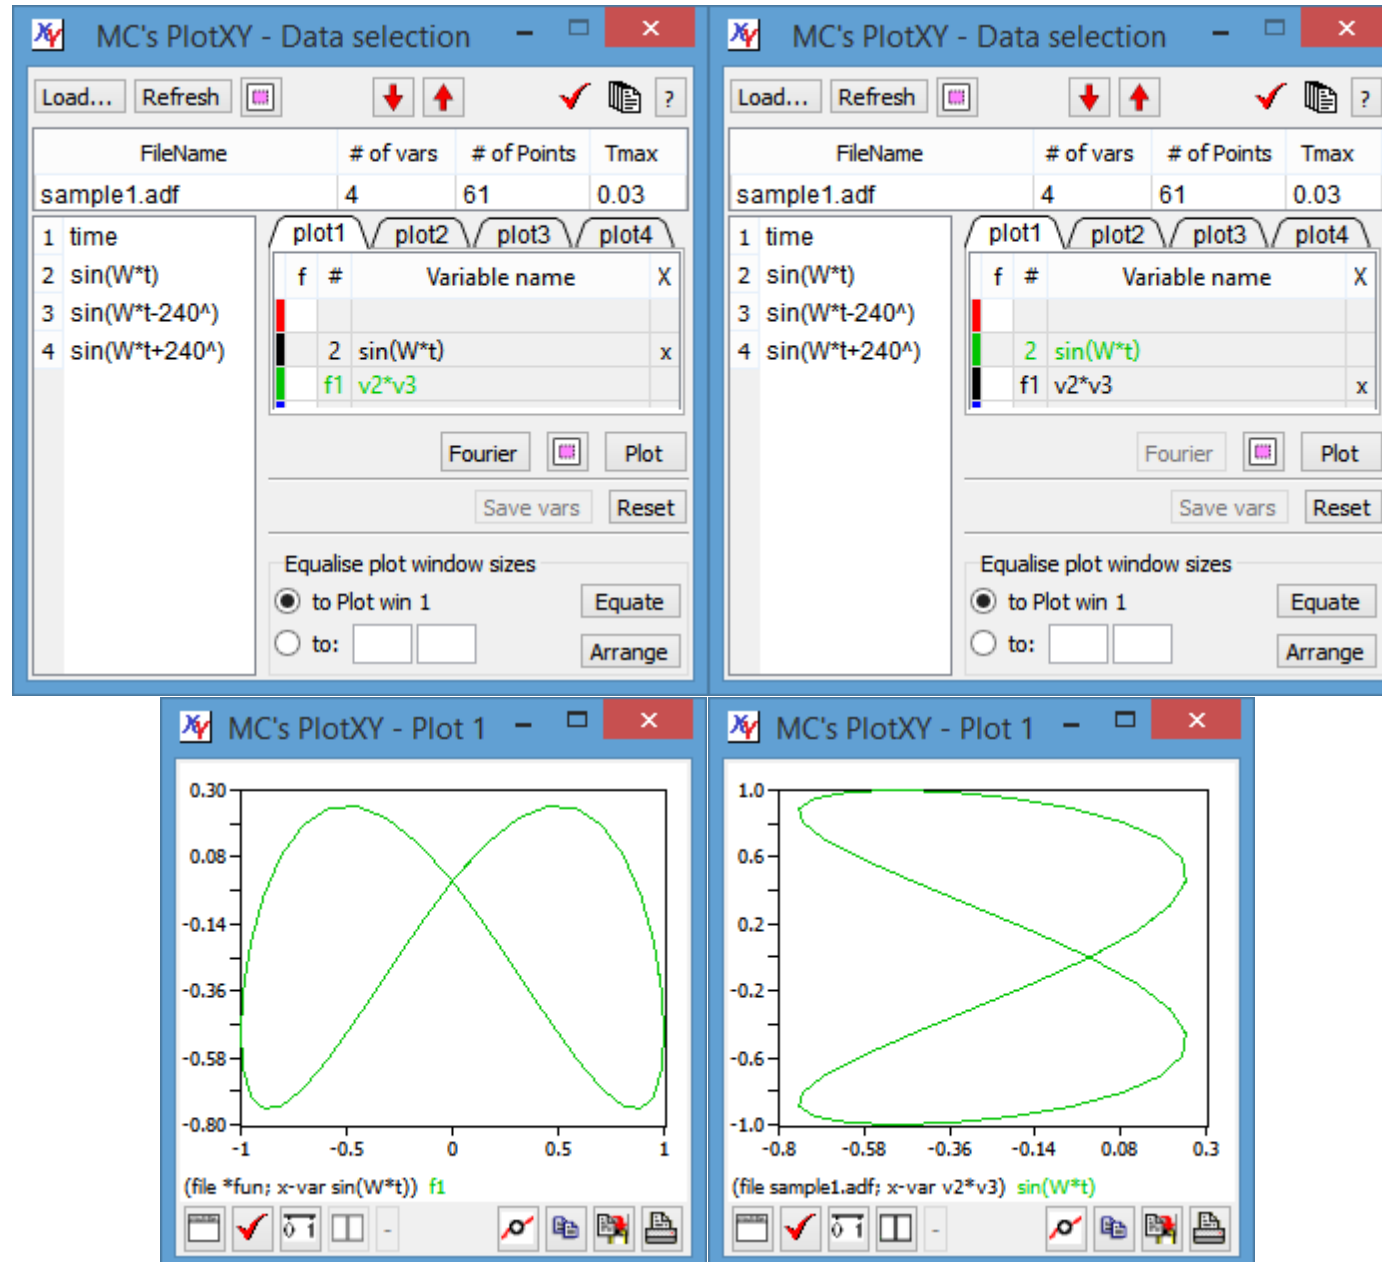 MC's PlotXY - Data selection
Load... Refresh ?
FileName # of vars # of Points Tmax
sample1.adf 4 61 0.03
1 time
2 sin(W*t)
3 sin(W*t-240^)
4 sin(W*t+240^)
plot1 plot2 plot3 plot4
f # Variable name X
2 sin(W*t) x
f1 v2*v3
Fourier Plot
Save vars Reset
Equalise plot window sizes
to Plot win 1 Equate
to: Arrange
MC's PlotXY - Data selection
Load... Refresh ?
FileName # of vars # of Points Tmax
sample1.adf 4 61 0.03
1 time
2 sin(W*t)
3 sin(W*t-240^)
4 sin(W*t+240^)
plot1 plot2 plot3 plot4
f # Variable name X
2 sin(W*t)
f1 v2*v3 x
Fourier Plot
Save vars Reset
Equalise plot window sizes
to Plot win 1 Equate
to: Arrange
MC's PlotXY - Plot 1
0.30
0.08
-0.14
-0.36
-0.58
-0.80
-1 -0.5 0 0.5 1
(file *fun; x-var sin(W*t)) f1
0 1 -
MC's PlotXY - Plot 1
1.0
0.6
0.2
-0.2
-0.6
-1.0
-0.8 -0.58 -0.36 -0.14 0.08 0.3
(file sample1.adf; x-var v2*v3) sin(W*t)
0 1 -